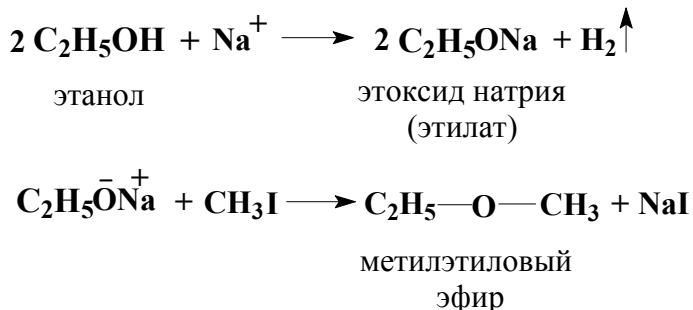 2 C₂H₅OH + Na⁺ ⟶ 2 C₂H₅ONa + H₂↑
этанол этоксид натрия
(этилат)
C₂H₅O⁻Na⁺ + CH₃I ⟶ C₂H₅—O—CH₃ + NaI
метилэтиловый
эфир